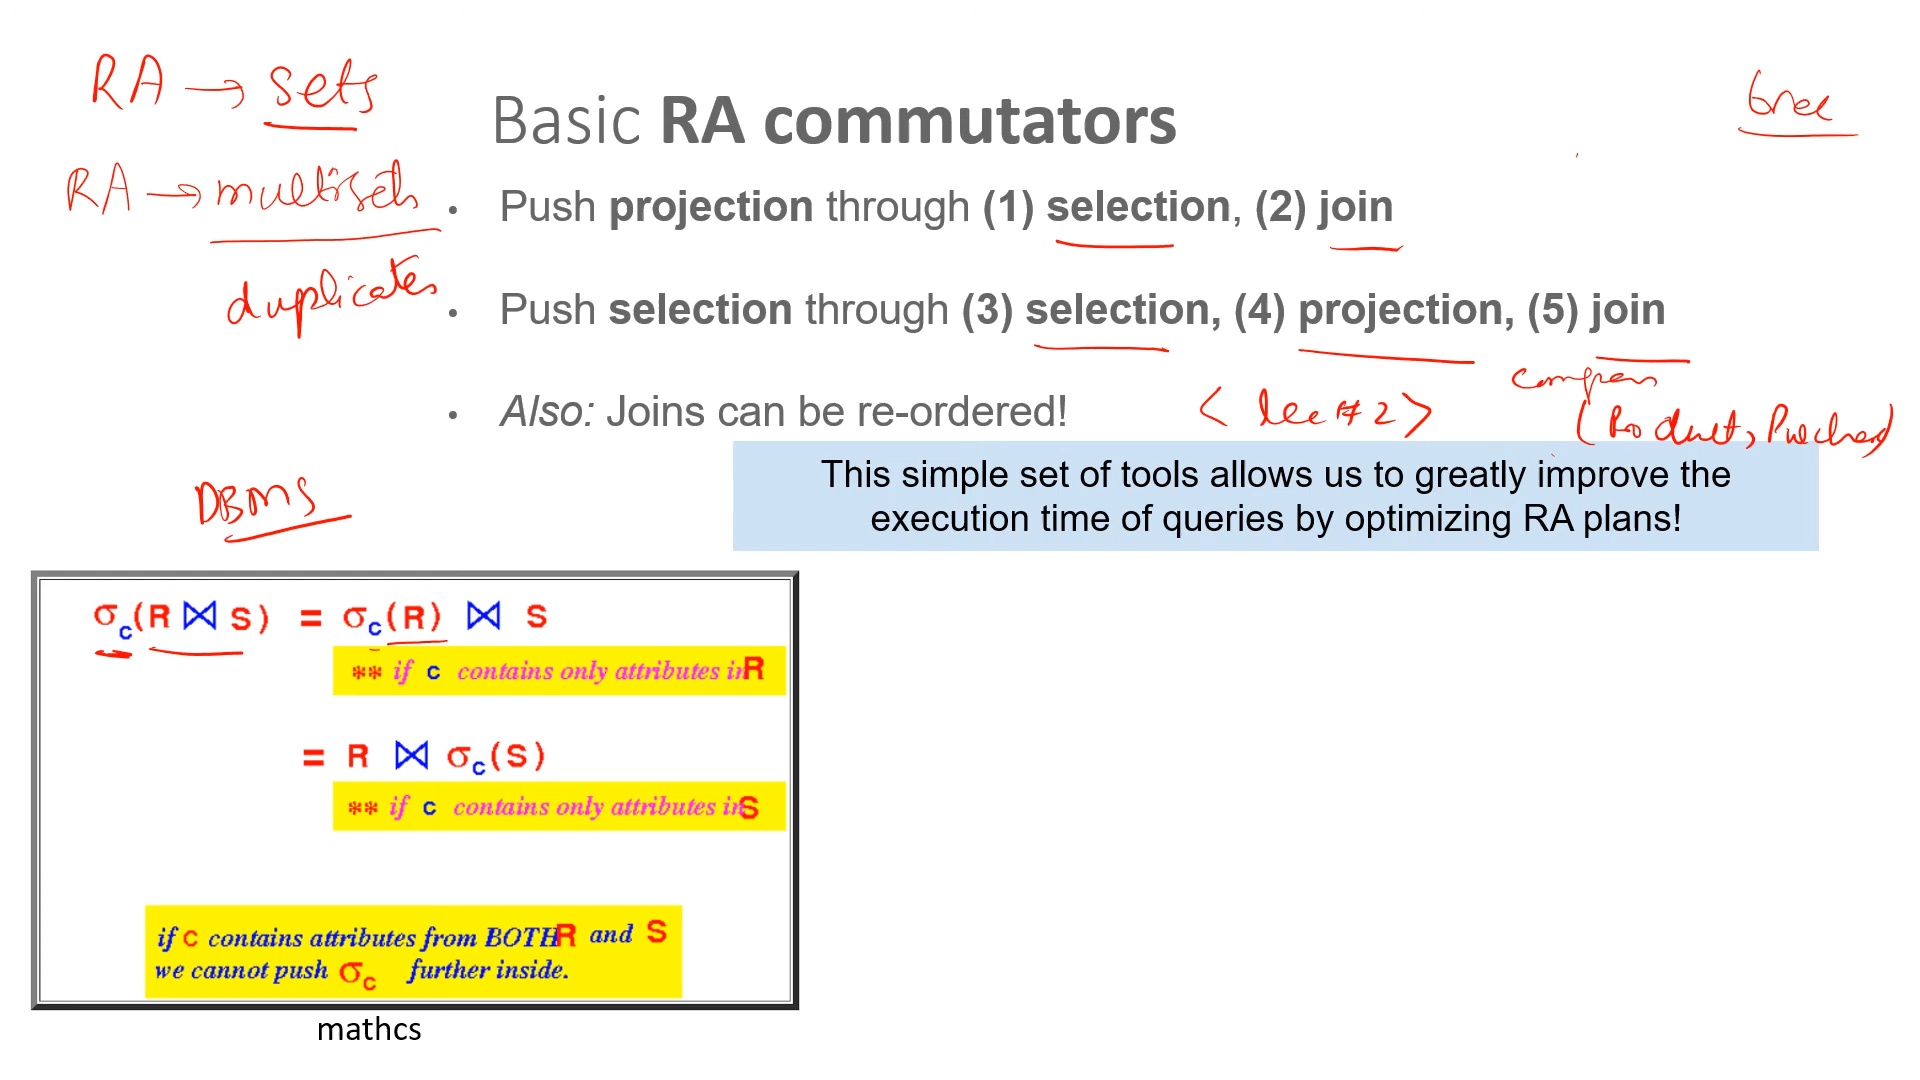 RA → sets
RA → multisets
duplicates
Basic RA commutators
• Push projection through (1) selection, (2) join
• Push selection through (3) selection, (4) projection, (5) join
• Also: Joins can be re-ordered!
< lec # 2 >
(Product, Purchase)
This simple set of tools allows us to greatly improve the
execution time of queries by optimizing RA plans!
DBMS
σc(R ⋈ S) = σc(R) ⋈ S
** if c contains only attributes in R
= R ⋈ σc(S)
** if c contains only attributes in S
if c contains attributes from BOTH R and S
we cannot push σc further inside.
mathcs